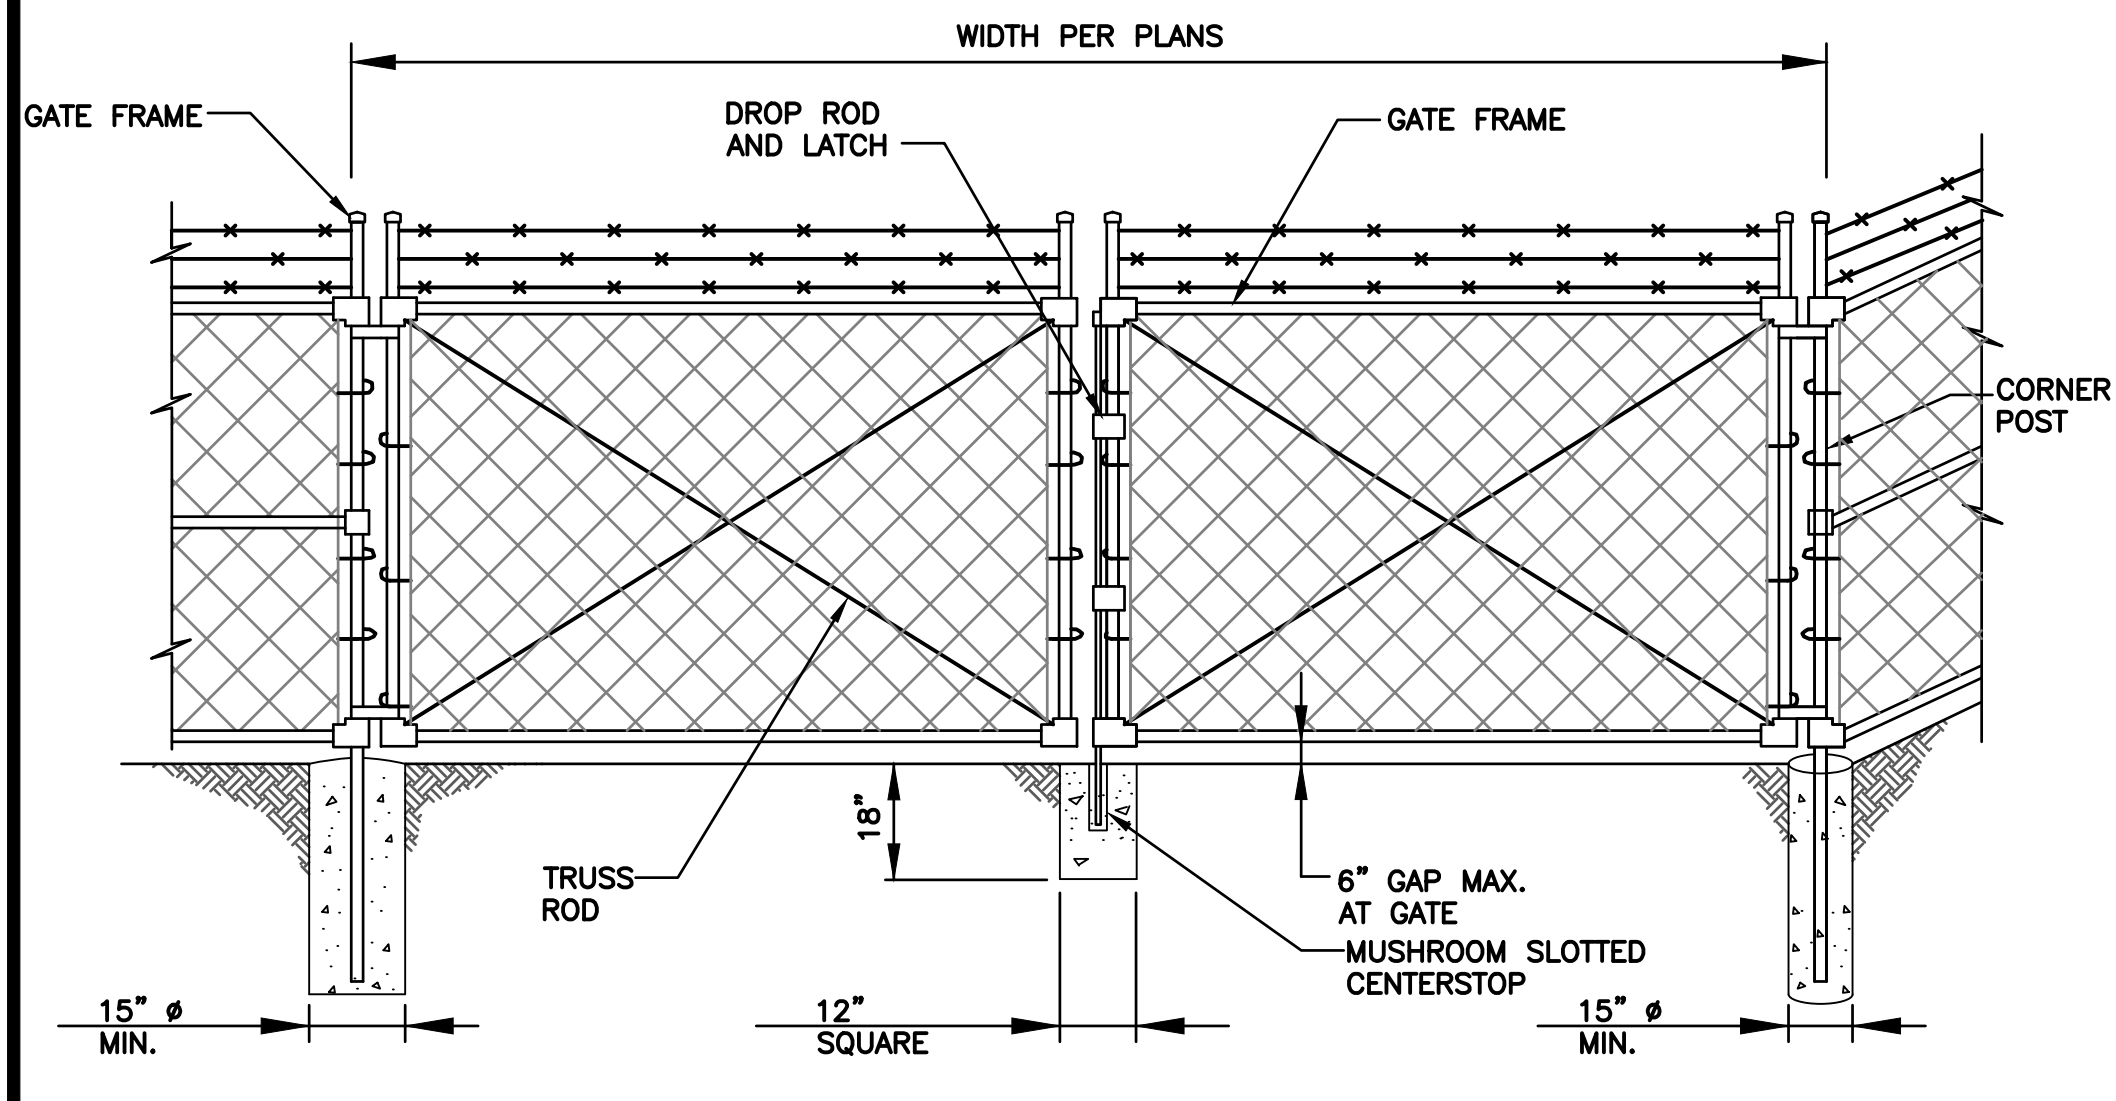 WIDTH PER PLANS
GATE FRAME
DROP ROD
AND LATCH
GATE FRAME
CORNER
POST
18”
TRUSS
ROD
6” GAP MAX.
AT GATE
MUSHROOM SLOTTED
CENTERSTOP
15” ø
MIN.
12”
SQUARE
15” ø
MIN.